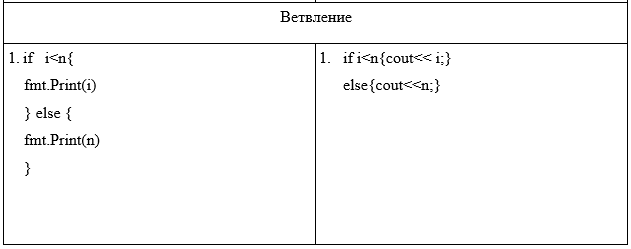 Ветвление
1. if i<n{
fmt.Print(i)
} else {
fmt.Print(n)
}
1. if i<n{cout<< i;}
else{cout<<n;}